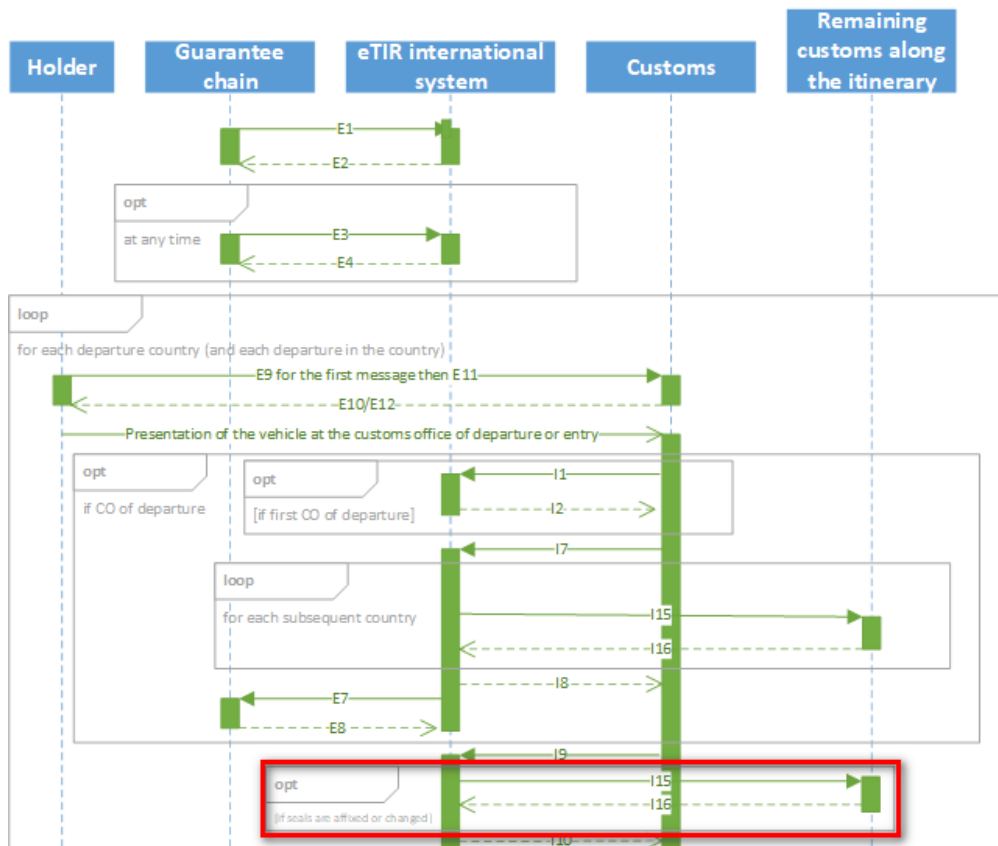 Holder
Guarantee
chain
eTIR international
system
Customs
Remaining
customs along
the itinerary
E1
E2
opt
at any time
E3
E4
loop
for each departure country (and each departure in the country)
E9 for the first message then E11
E10/E12
Presentation of the vehicle at the customs office of departure or entry
opt
if CO of departure
opt
[if first CO of departure]
I1
I2
I7
loop
for each subsequent country
I15
I16
I8
E7
E8
I9
opt
[if seals are affixed or changed]
I15
I16
I10